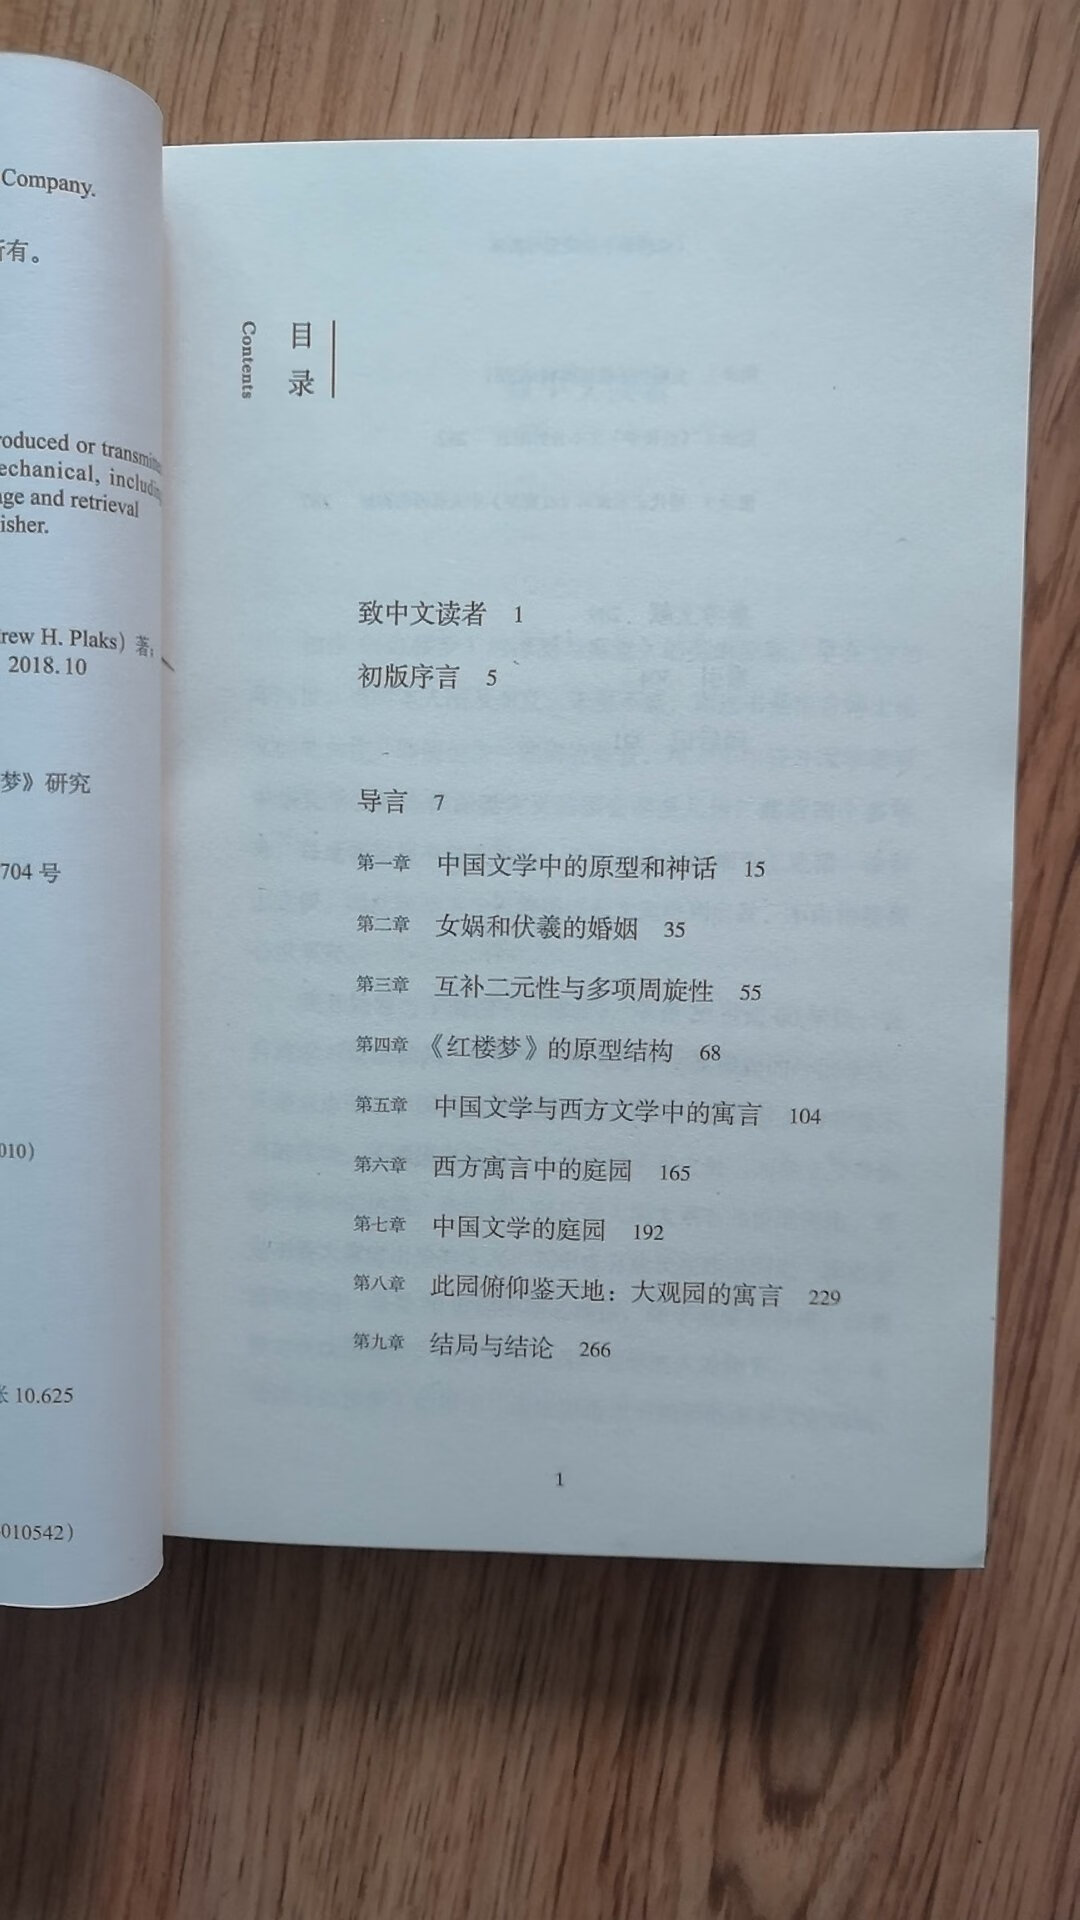 Company.
所有。
roduced or transmitte
echanical, includin
age and retrieval
isher.
rew H. Plaks) 著;
2018.10
梦》研究
704 号
010)
张 10.625
010542)
目录
Contents
致中文读者 1
初版序言 5
导言 7
第一章 中国文学中的原型和神话 15
第二章 女娲和伏羲的婚姻 35
第三章 互补二元性与多项周旋性 55
第四章 《红楼梦》的原型结构 68
第五章 中国文学与西方文学中的寓言 104
第六章 西方寓言中的庭园 165
第七章 中国文学的庭园 192
第八章 此园俯仰鉴天地：大观园的寓言 229
第九章 结局与结论 266
1